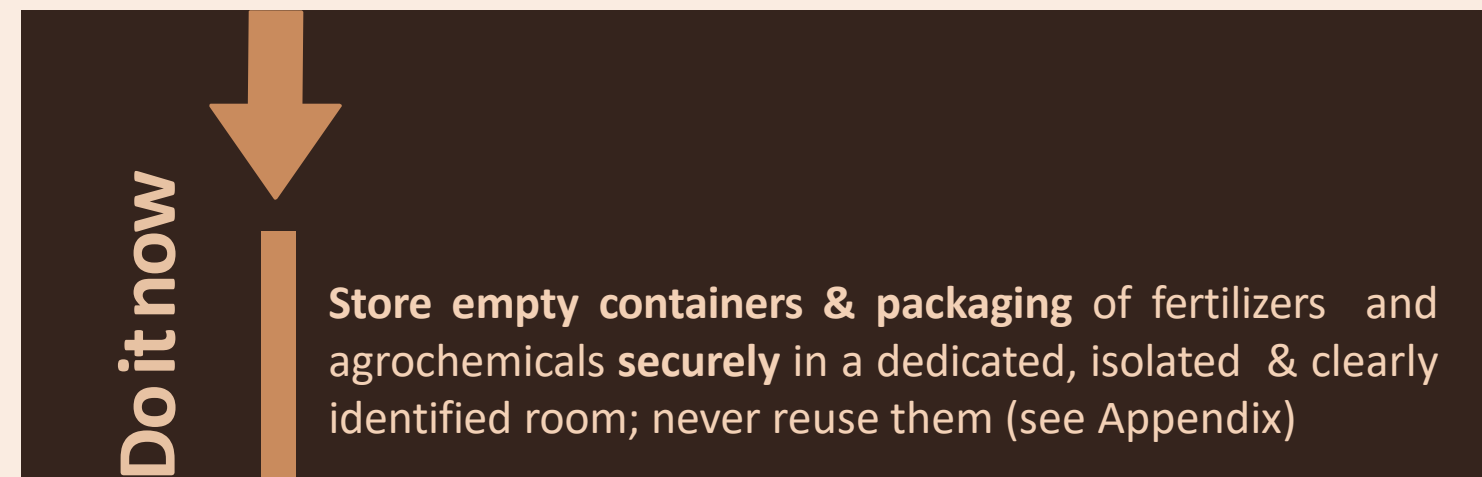 Do it now
Store empty containers & packaging of fertilizers and
agrochemicals securely in a dedicated, isolated & clearly
identified room; never reuse them (see Appendix)